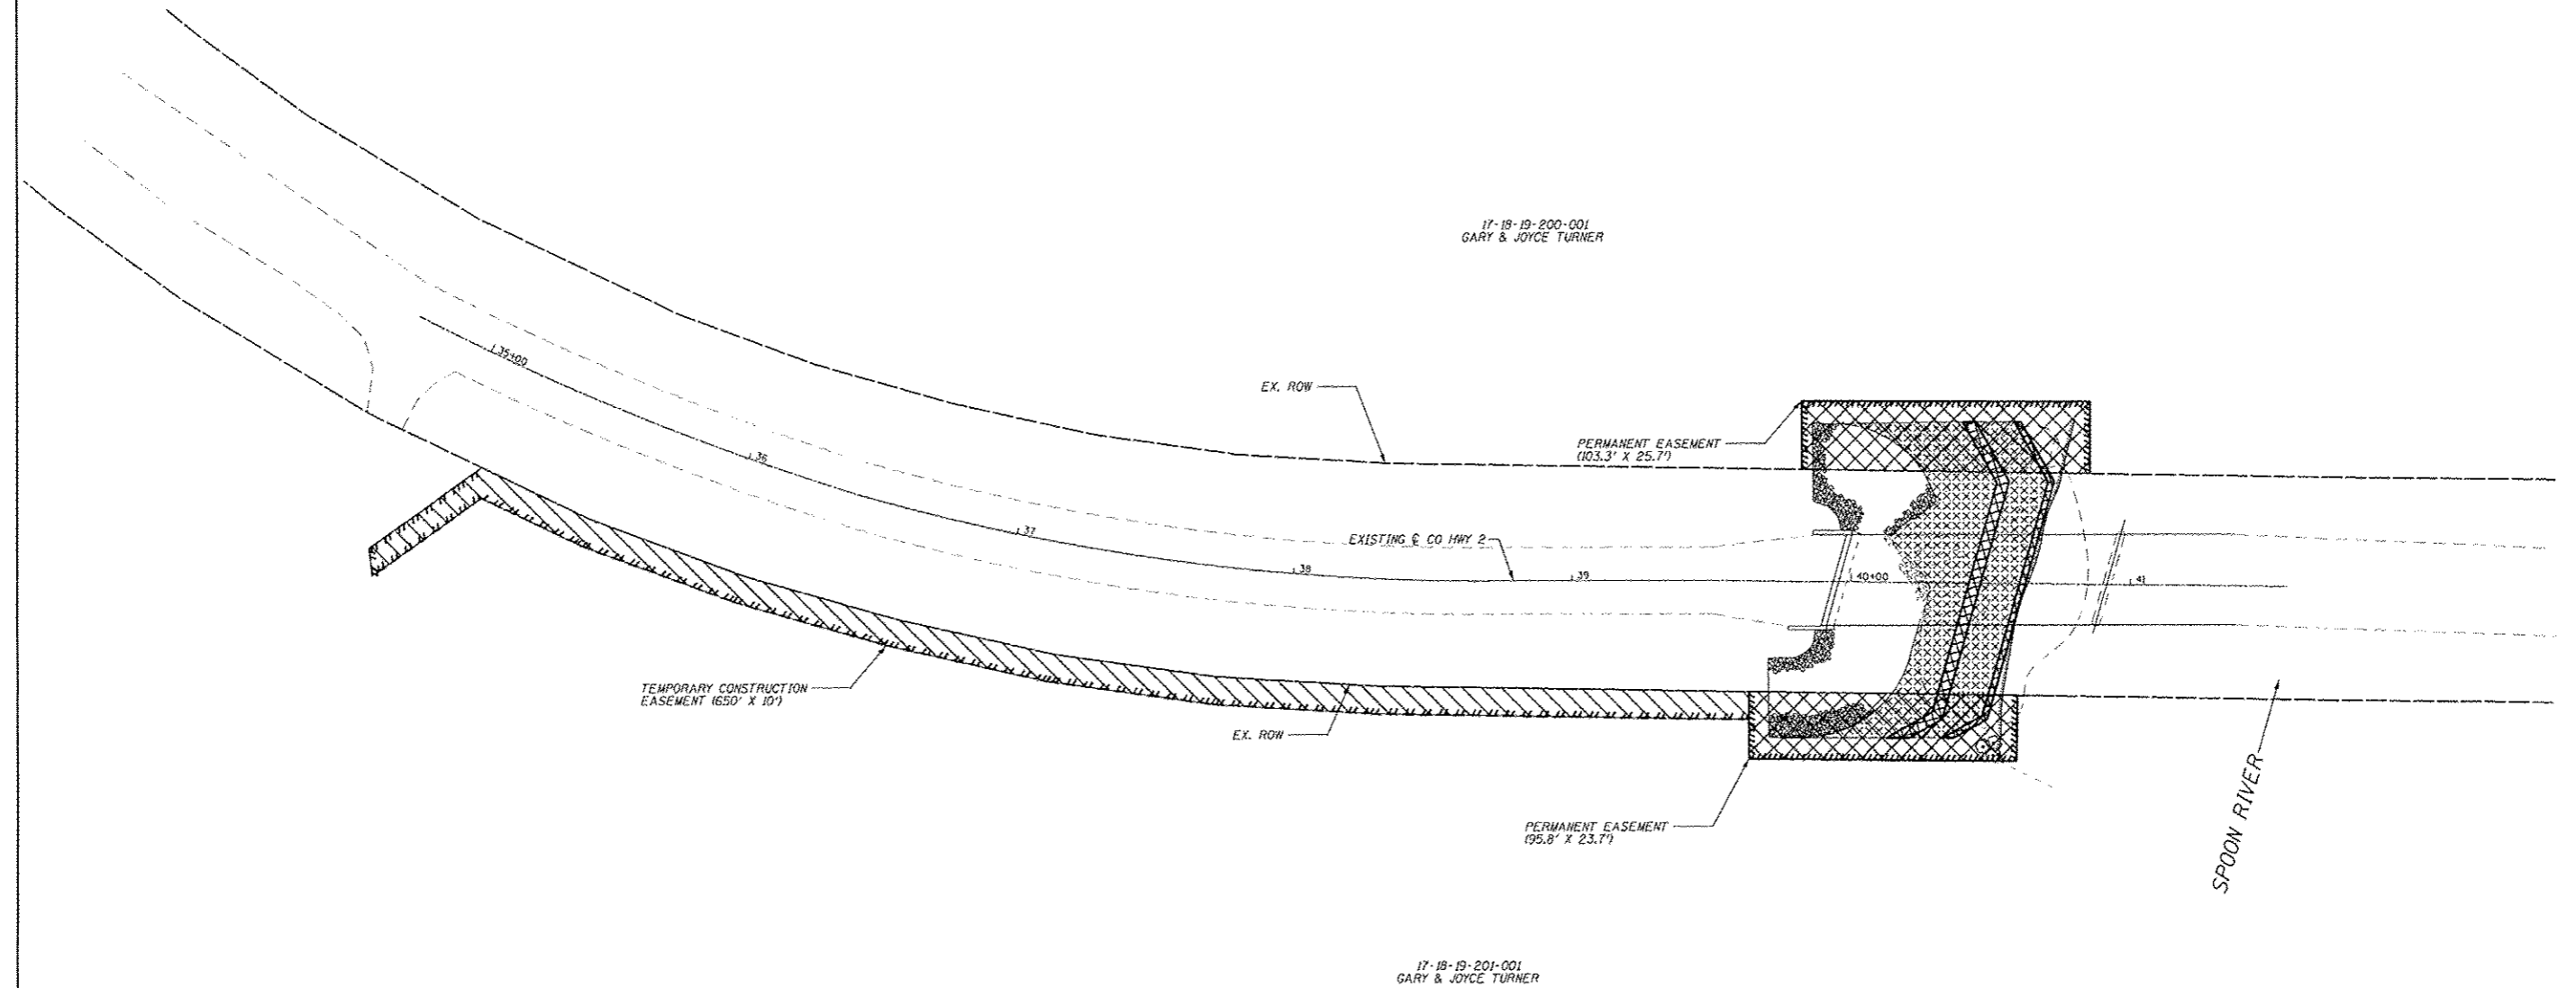 17-18-19-200-001
GARY & JOYCE TURNER
35+00
EX. ROW
PERMANENT EASEMENT
(103.3' X 25.7')
36
37
EXISTING ℄ CO HWY 2
38
39
40+00
41
TEMPORARY CONSTRUCTION
EASEMENT (650' X 10')
EX. ROW
PERMANENT EASEMENT
(95.8' X 23.7')
SPOON RIVER
17-18-19-201-001
GARY & JOYCE TURNER